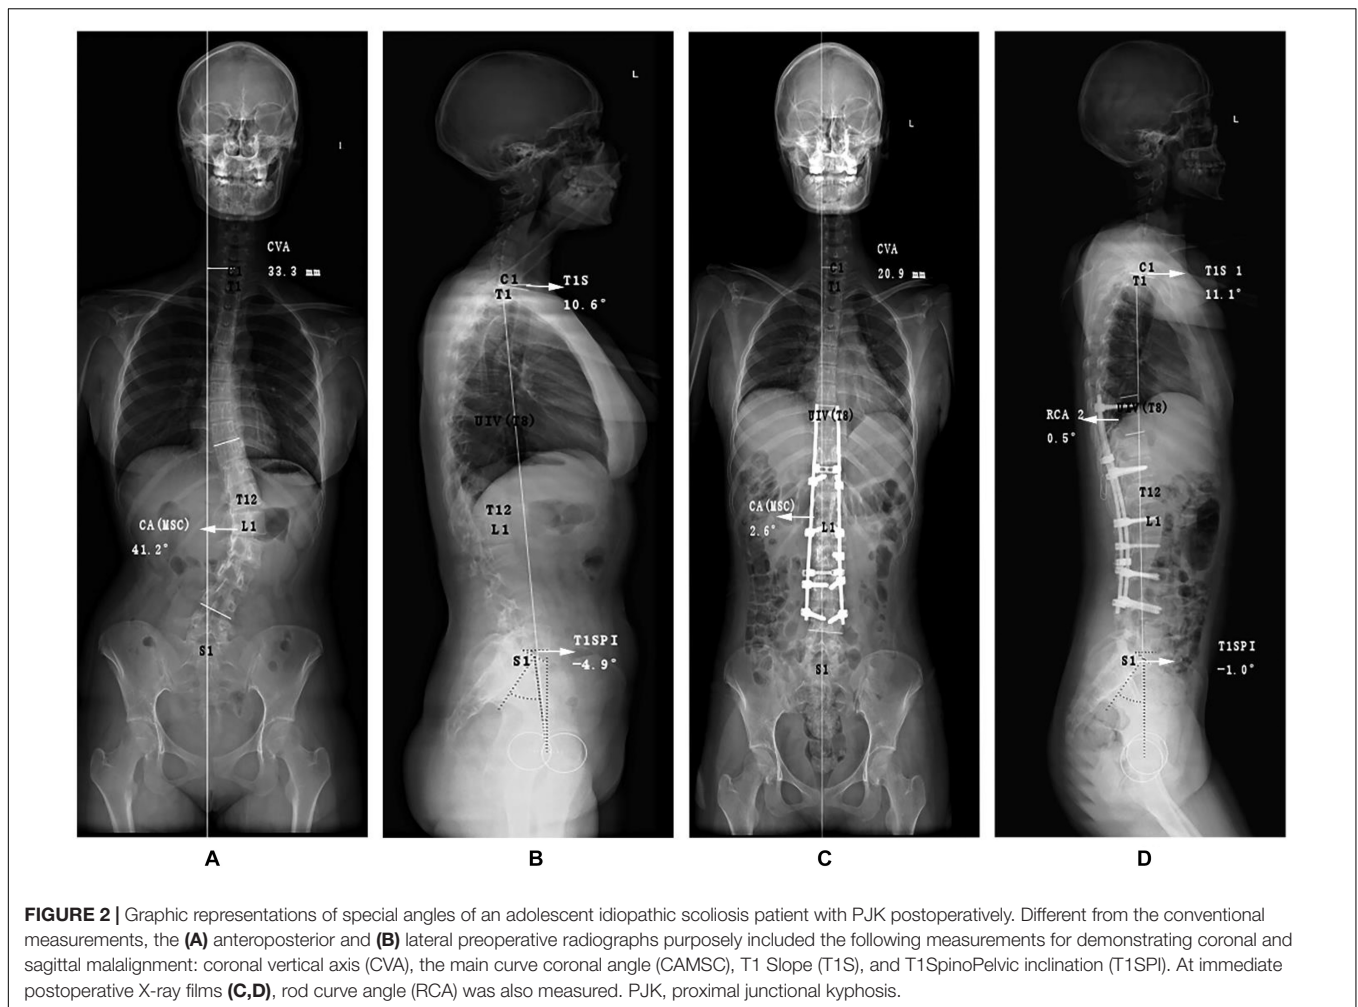 I
CVA
33.3 mm
C1
T1
T12
CA(MSC)
L1
41.2°
S1
A
L
C1
T1S
T1
10.6°
UIV(T8)
T12
L1
T1SPI
S1
-4.9°
B
L
CVA
C1
20.9 mm
T1
UIV(T8)
CA(MSC)
2.6°
L1
S1
C
L
C1
T1S 1
T1
11.1°
UIV(T8)
RCA 2
0.5°
T12
L1
T1SPI
S1
-1.0°
D
FIGURE 2 | Graphic representations of special angles of an adolescent idiopathic scoliosis patient with PJK postoperatively. Different from the conventional
measurements, the (A) anteroposterior and (B) lateral preoperative radiographs purposely included the following measurements for demonstrating coronal and
sagittal malalignment: coronal vertical axis (CVA), the main curve coronal angle (CAMSC), T1 Slope (T1S), and T1SpinoPelvic inclination (T1SPI). At immediate
postoperative X-ray films (C,D), rod curve angle (RCA) was also measured. PJK, proximal junctional kyphosis.